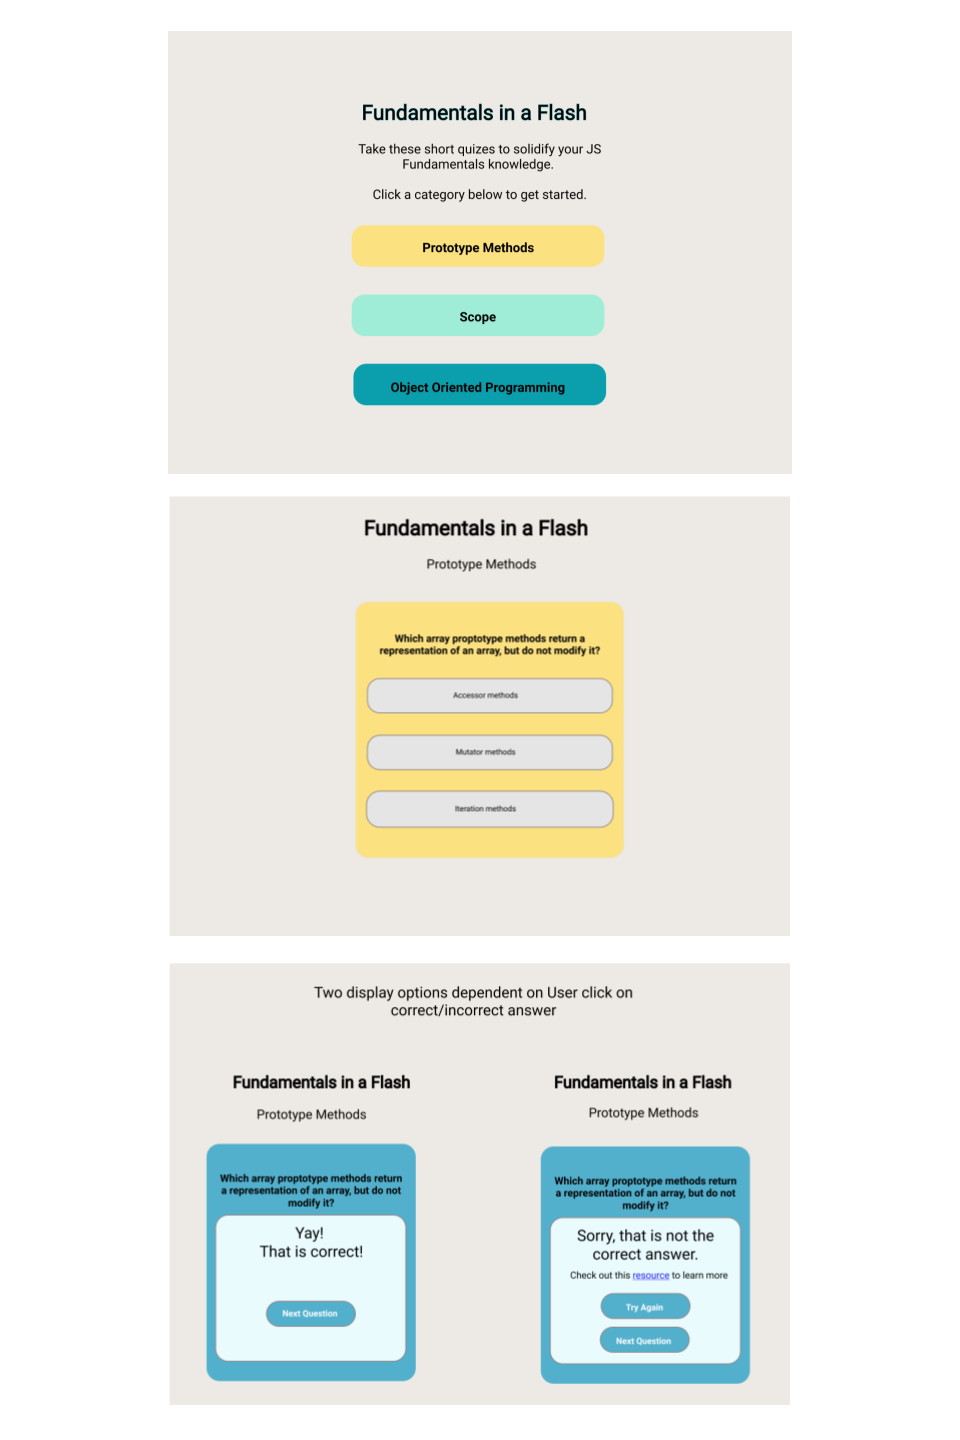 Fundamentals in a Flash
Take these short quizes to solidify your JS
Fundamentals knowledge.
Click a category below to get started.
Prototype Methods
Scope
Object Oriented Programming
Fundamentals in a Flash
Prototype Methods
Which array proptotype methods return a
representation of an array, but do not modify it?
Accessor methods
Mutator methods
Iteration methods
Two display options dependent on User click on
correct/incorrect answer
Fundamentals in a Flash
Prototype Methods
Which array proptotype methods return
a representation of an array, but do not
modify it?
Yay!
That is correct!
Next Question
Fundamentals in a Flash
Prototype Methods
Which array proptotype methods return
a representation of an array, but do not
modify it?
Sorry, that is not the
correct answer.
Check out this resource to learn more
Try Again
Next Question